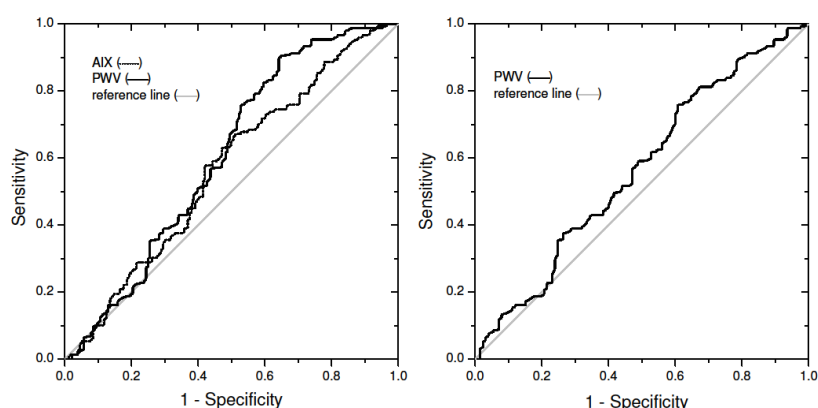 1.0
0.8
0.6
0.4
0.2
0.0
Sensitivity
AIX (......)
PWV (—)
reference line (—)
0.0 0.2 0.4 0.6 0.8 1.0
1 - Specificity
1.0
0.8
0.6
0.4
0.2
0.0
Sensitivity
PWV (—)
reference line (—)
0.0 0.2 0.4 0.6 0.8 1.0
1 - Specificity